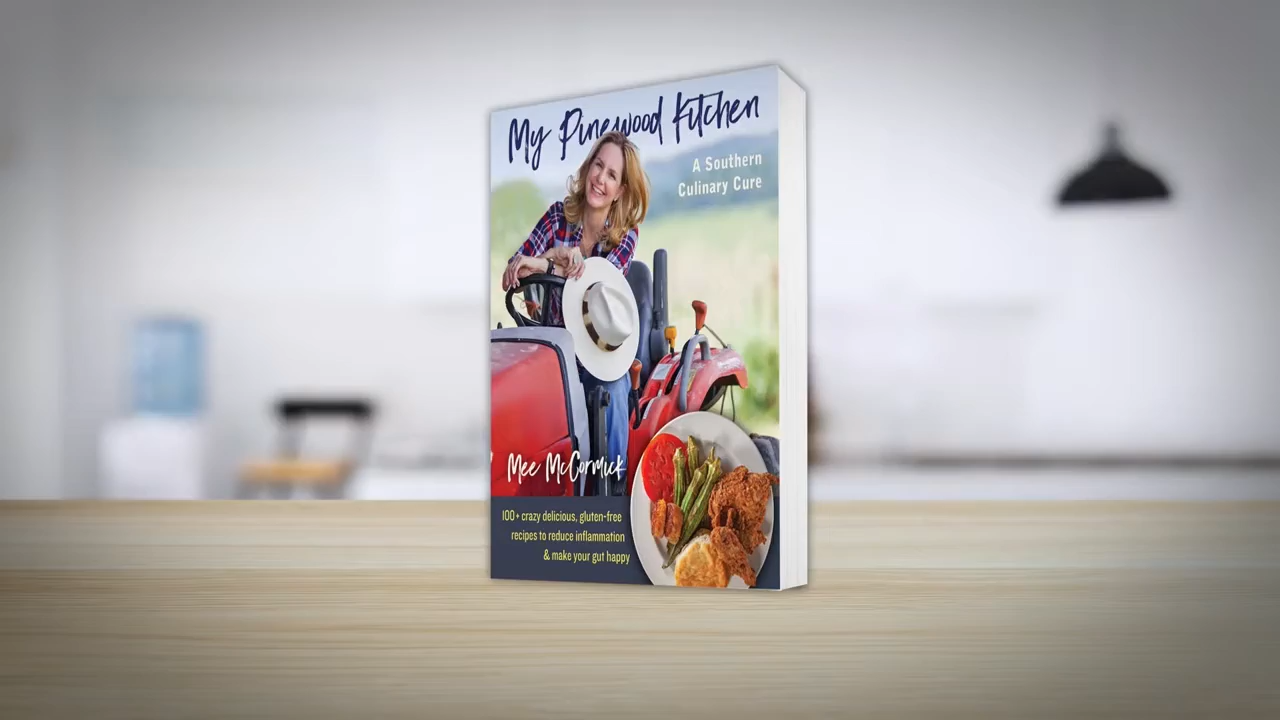 My Pinewood Kitchen
A Southern
Culinary Cure
Mee McCormick
100+ crazy delicious, gluten-free
recipes to reduce inflammation
& make your gut happy